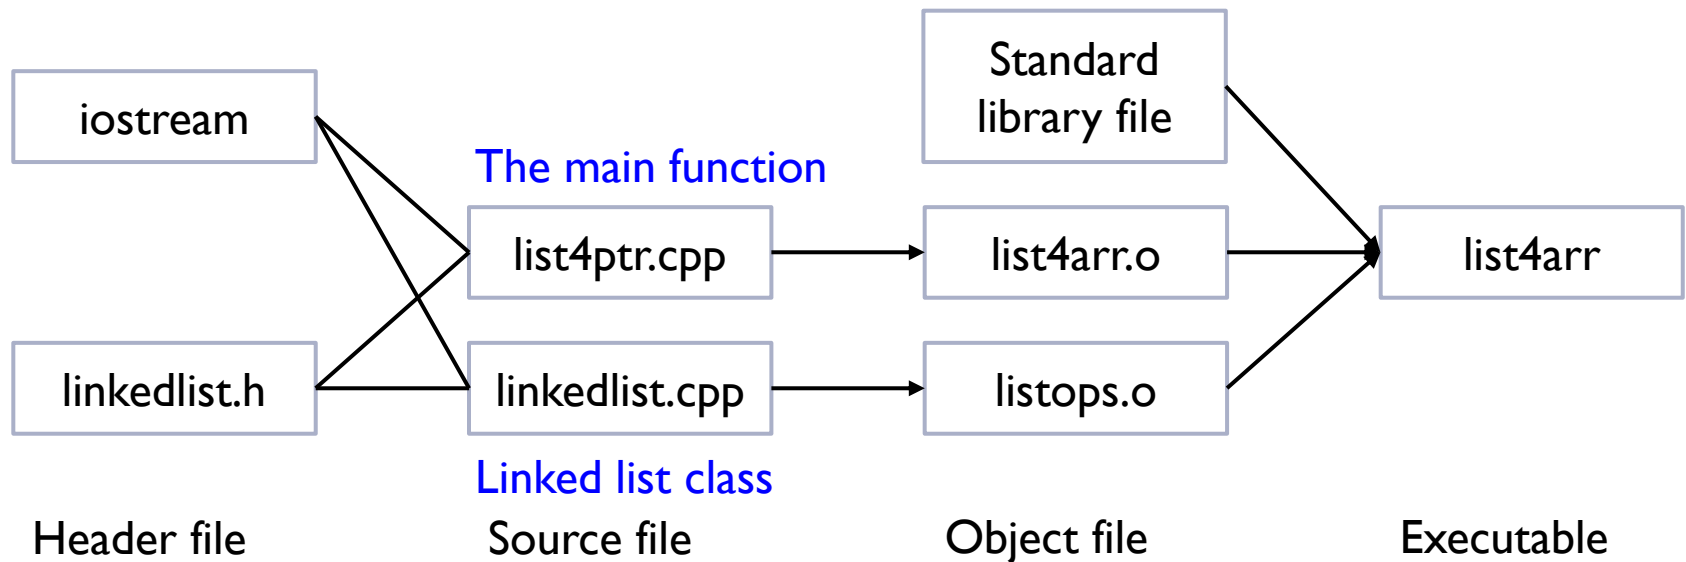 iostream
linkedlist.h
Header file
The main function
list4ptr.cpp
linkedlist.cpp
Linked list class
Source file
Standard
library file
list4arr.o
listops.o
Object file
list4arr
Executable